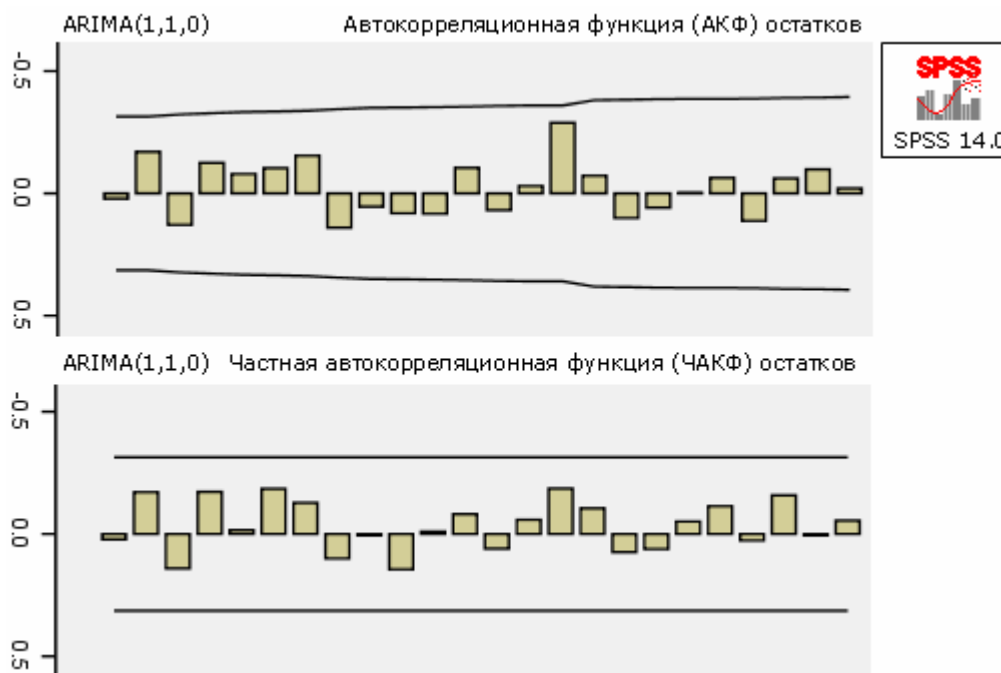 ARIMA(1,1,0) Автокорреляционная функция (АКФ) остатков
-0.5
0.0
0.5
SPSS
SPSS 14.0
ARIMA(1,1,0) Частная автокорреляционная функция (ЧАКФ) остатков
-0.5
0.0
0.5